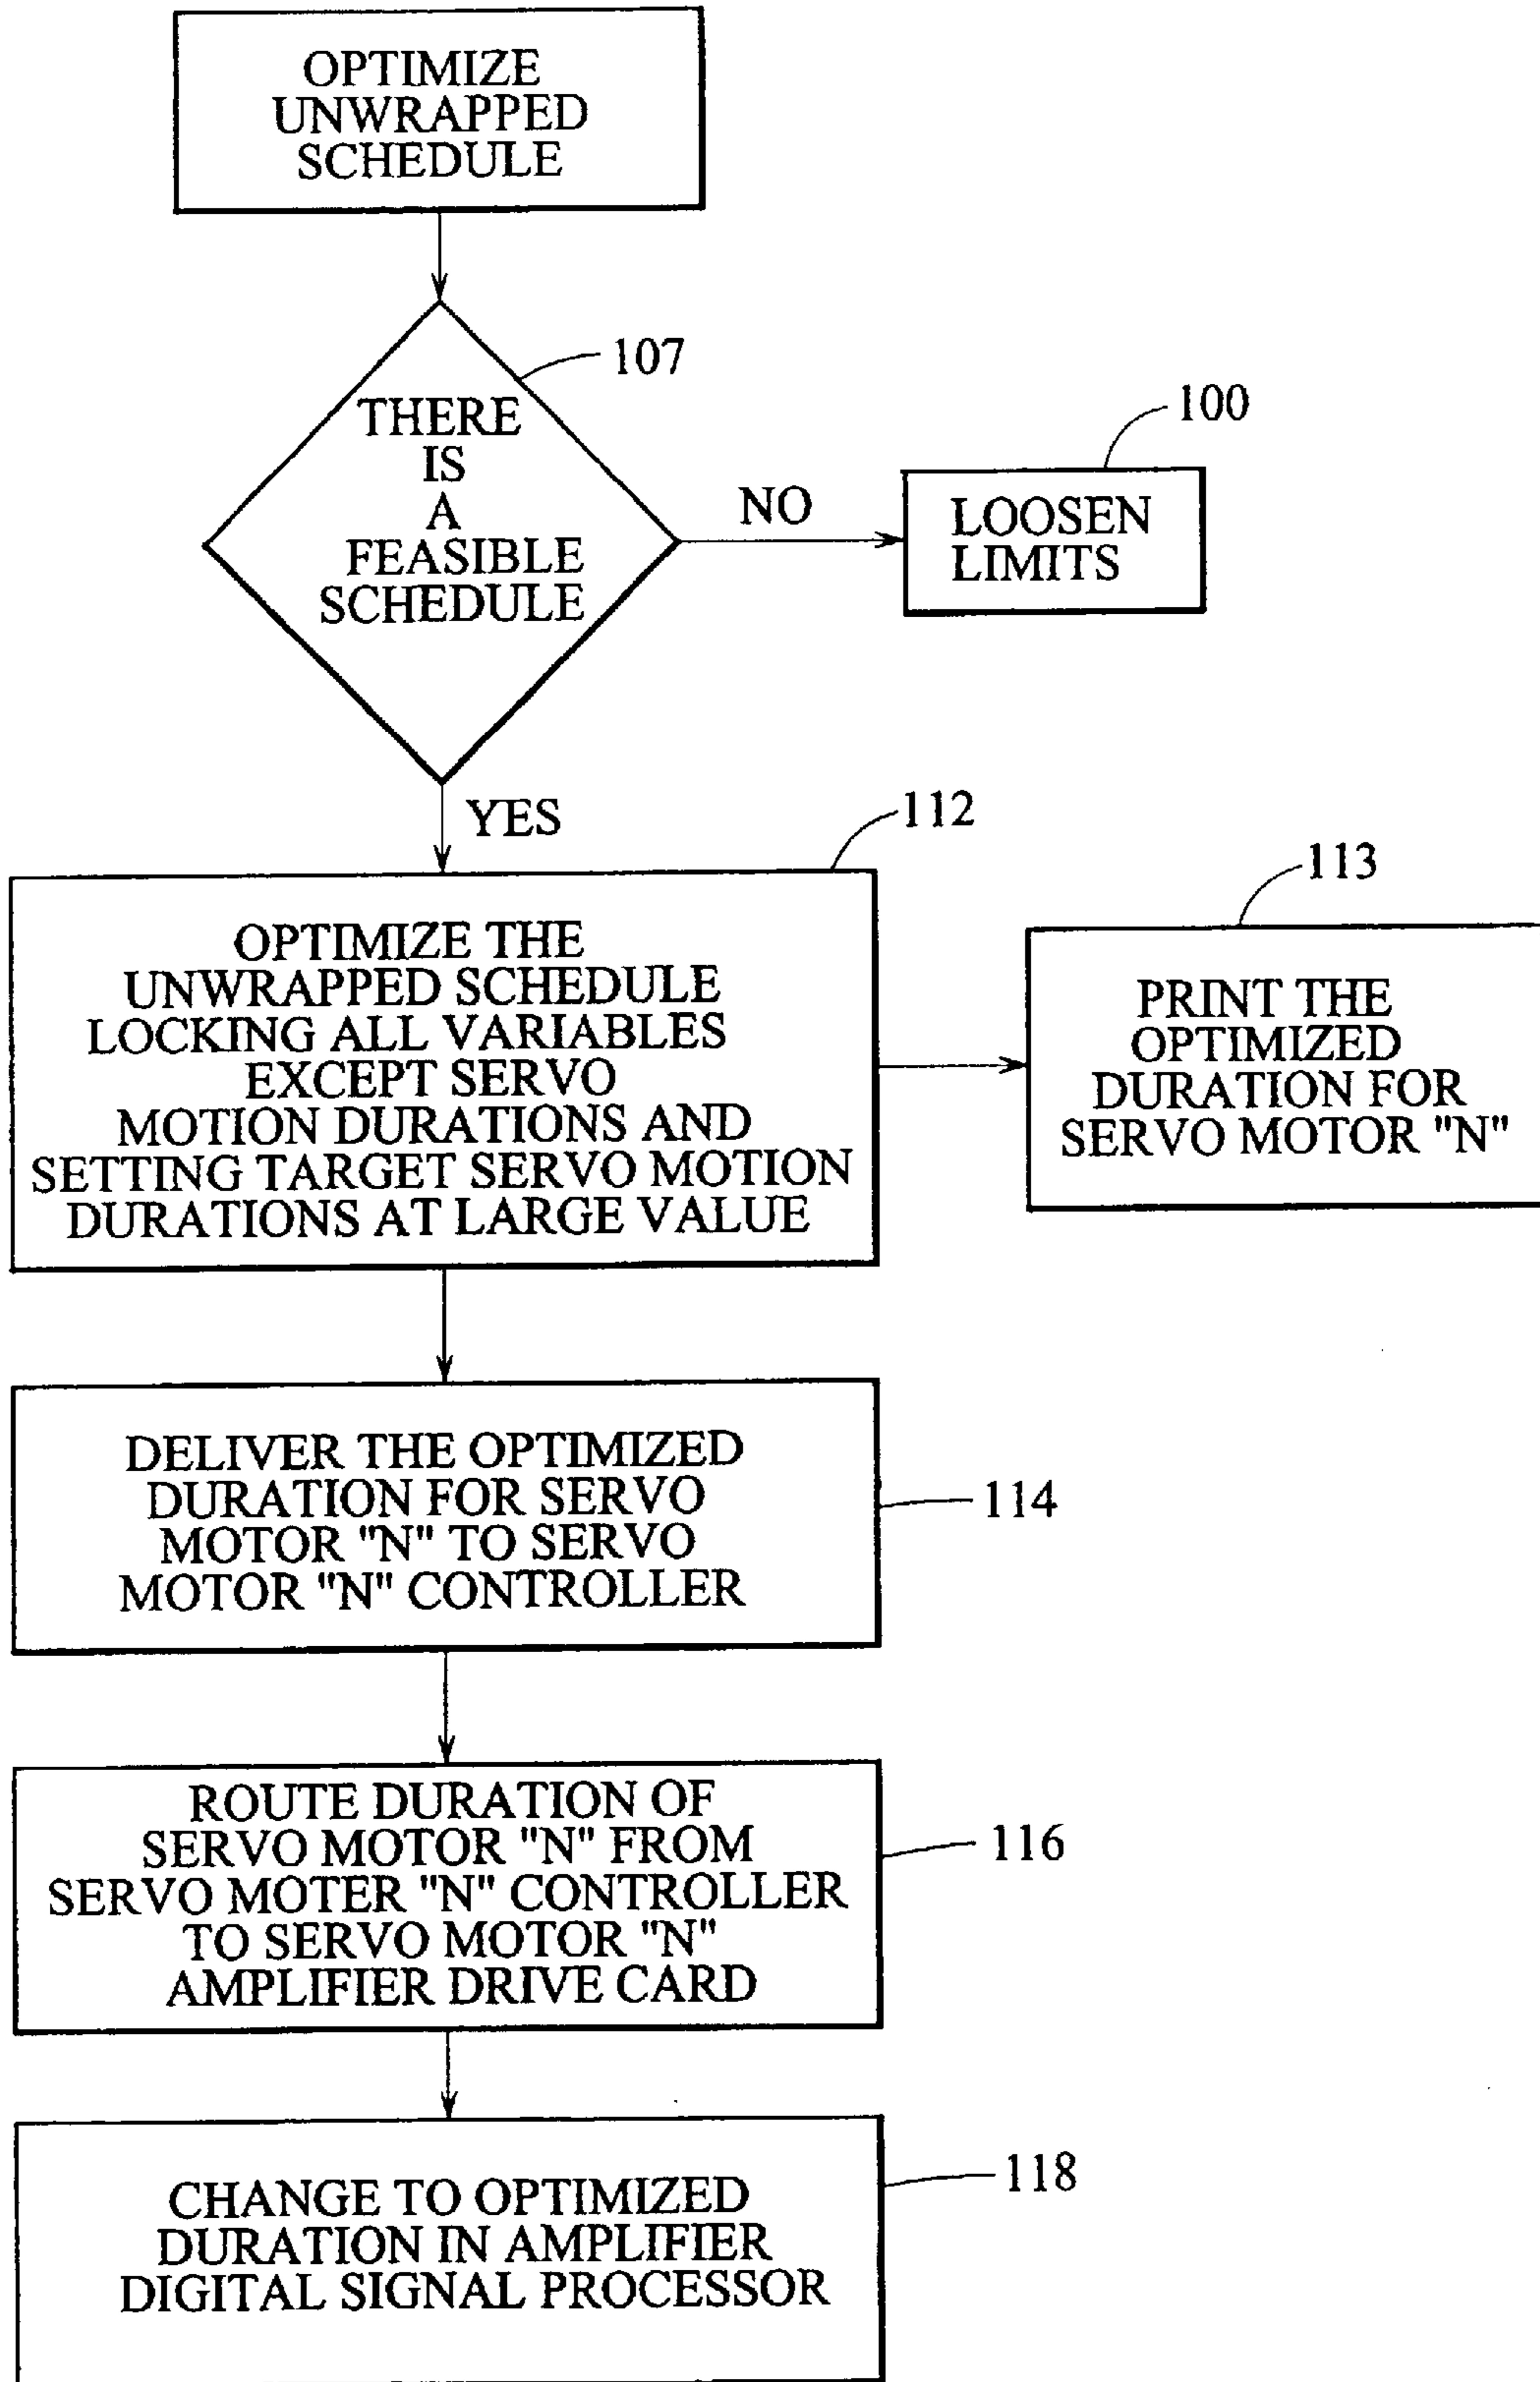 OPTIMIZE
UNWRAPPED
SCHEDULE
107
THERE
IS
A
FEASIBLE
SCHEDULE
NO
100
LOOSEN
LIMITS
YES
112
OPTIMIZE THE
UNWRAPPED SCHEDULE
LOCKING ALL VARIABLES
EXCEPT SERVO
MOTION DURATIONS AND
SETTING TARGET SERVO MOTION
DURATIONS AT LARGE VALUE
113
PRINT THE
OPTIMIZED
DURATION FOR
SERVO MOTOR "N"
DELIVER THE OPTIMIZED
DURATION FOR SERVO
MOTOR "N" TO SERVO
MOTOR "N" CONTROLLER
114
ROUTE DURATION OF
SERVO MOTOR "N" FROM
SERVO MOTER "N" CONTROLLER
TO SERVO MOTOR "N"
AMPLIFIER DRIVE CARD
116
CHANGE TO OPTIMIZED
DURATION IN AMPLIFIER
DIGITAL SIGNAL PROCESSOR
118